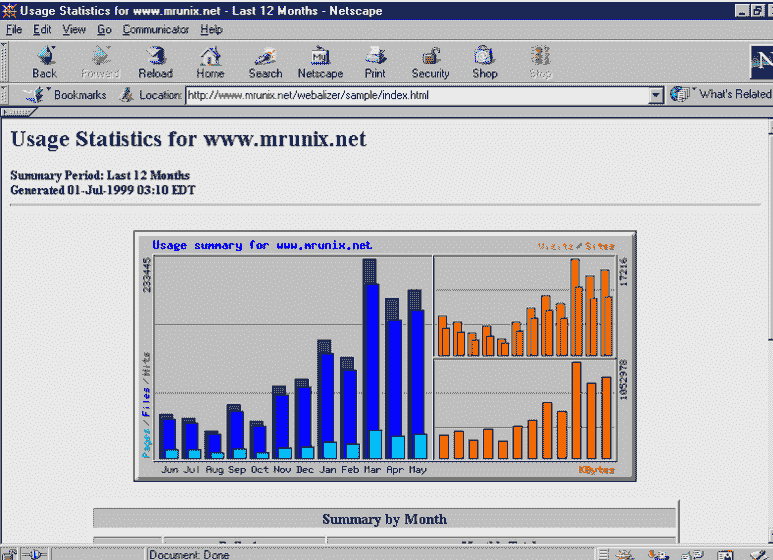 Usage Statistics for www.mrunix.net - Last 12 Months - Netscape
File Edit View Go Communicator Help
Back Forward Reload Home Search Netscape Print Security Shop Stop
Bookmarks Location: http://www.mrunix.net/webalizer/sample/index.html What's Related
Usage Statistics for www.mrunix.net
Summary Period: Last 12 Months
Generated 01-Jul-1999 03:10 EDT
Usage summary for www.mrunix.net Visits / Sites
233445
17216
Pages / Files / Hits
1052978
Jun Jul Aug Sep Oct Nov Dec Jan Feb Mar Apr May KBytes
Summary by Month
Document: Done